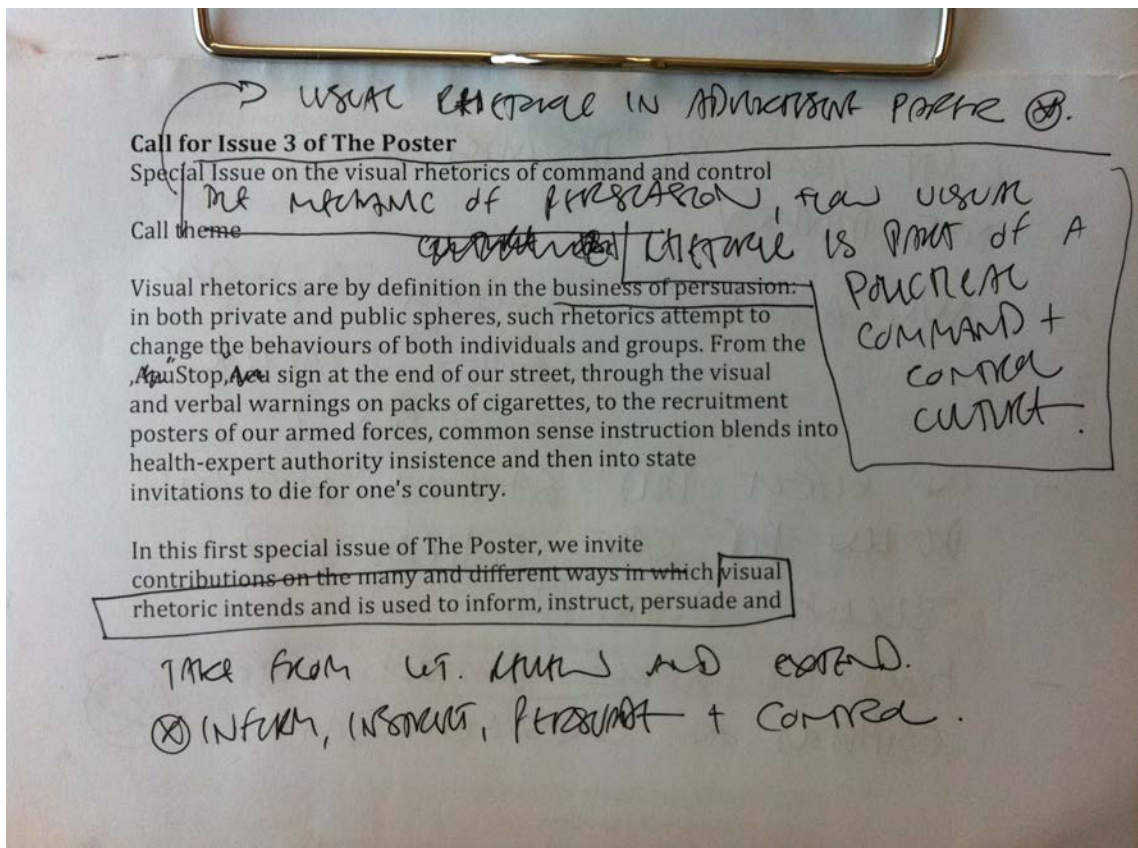 VISUAL RHETORIC IN ADVERTISEMENT PAPER ⊗.
Call for Issue 3 of The Poster
Special Issue on the visual rhetorics of command and control
THE MECHANIC of PERSUASION, HOW VISUAL
Call theme
RHETORIC IS PART of A
POLITICAL
COMMAND +
CONTROL
CULTURE.
Visual rhetorics are by definition in the business of persuasion:
in both private and public spheres, such rhetorics attempt to
change the behaviours of both individuals and groups. From the
Stop, sign at the end of our street, through the visual
and verbal warnings on packs of cigarettes, to the recruitment
posters of our armed forces, common sense instruction blends into
health-expert authority insistence and then into state
invitations to die for one's country.
In this first special issue of The Poster, we invite
contributions on the many and different ways in which visual
rhetoric intends and is used to inform, instruct, persuade and
TAKE FROM LIT. REVIEW AND EXTEND.
⊗ INFORM, INSTRUCT, PERSUADE + CONTROL.